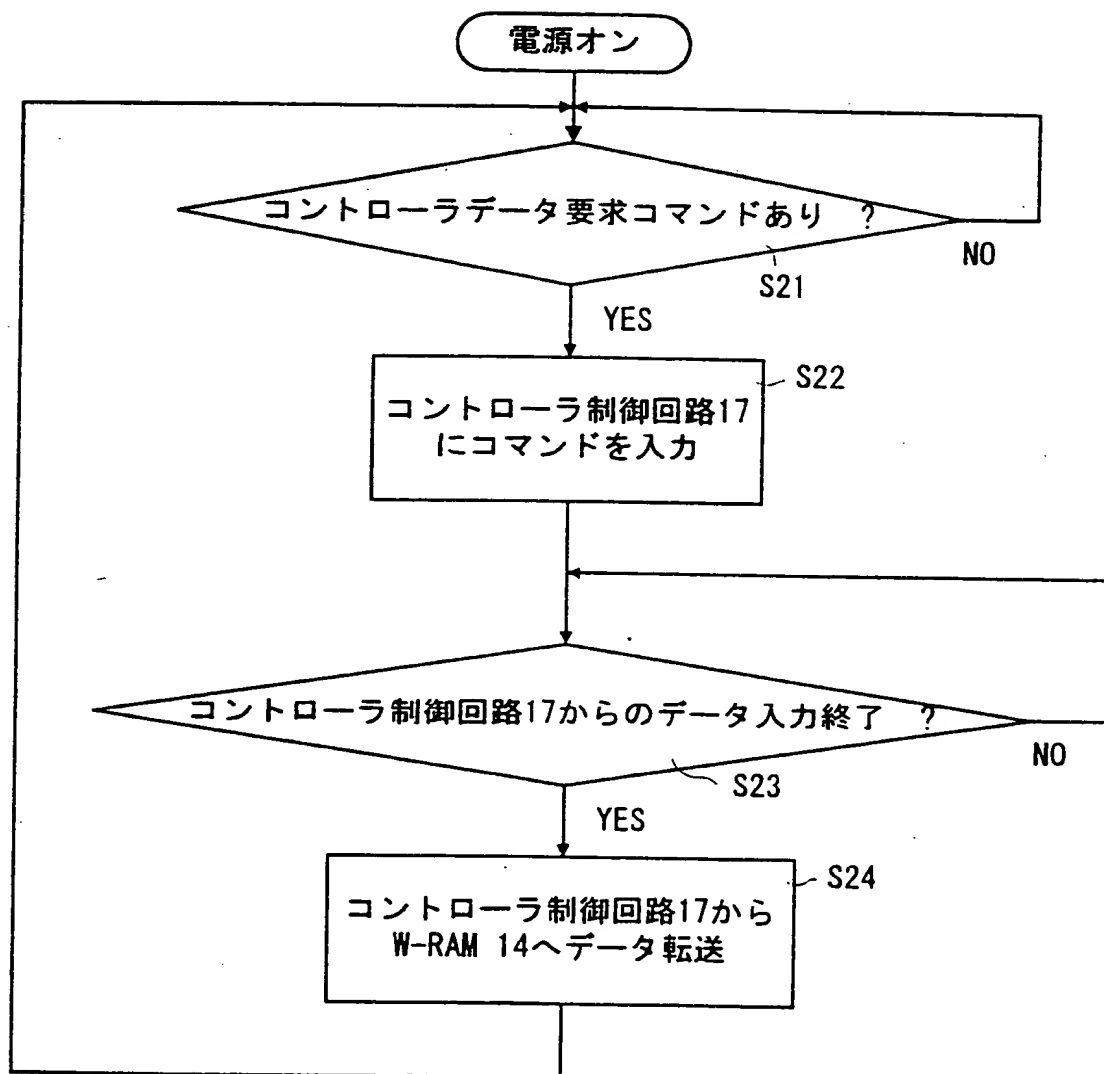 電源オン
コントローラデータ要求コマンドあり ?
S21
NO
YES
S22
コントローラ制御回路17
にコマンドを入力
コントローラ制御回路17からのデータ入力終了 ?
S23
NO
YES
S24
コントローラ制御回路17から
W-RAM 14へデータ転送